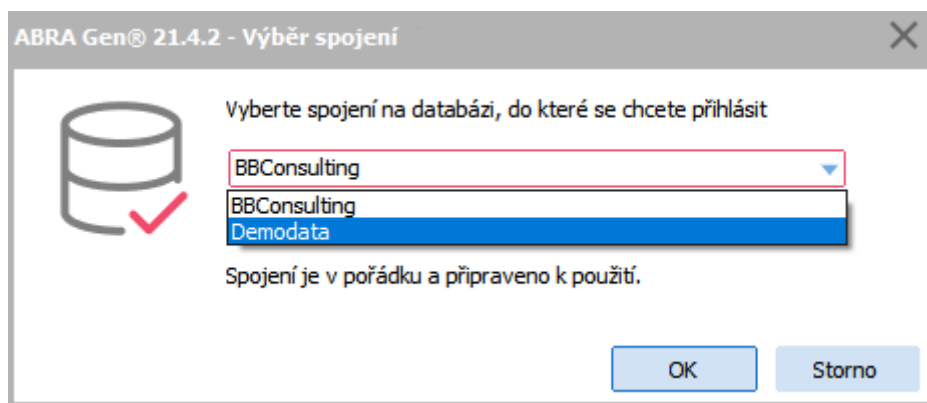 ABRA Gen® 21.4.2 - Výběr spojení
Vyberte spojení na databázi, do které se chcete přihlásit
BBConsulting
BBConsulting
Demodata
Spojení je v pořádku a připraveno k použití.
OK
Storno